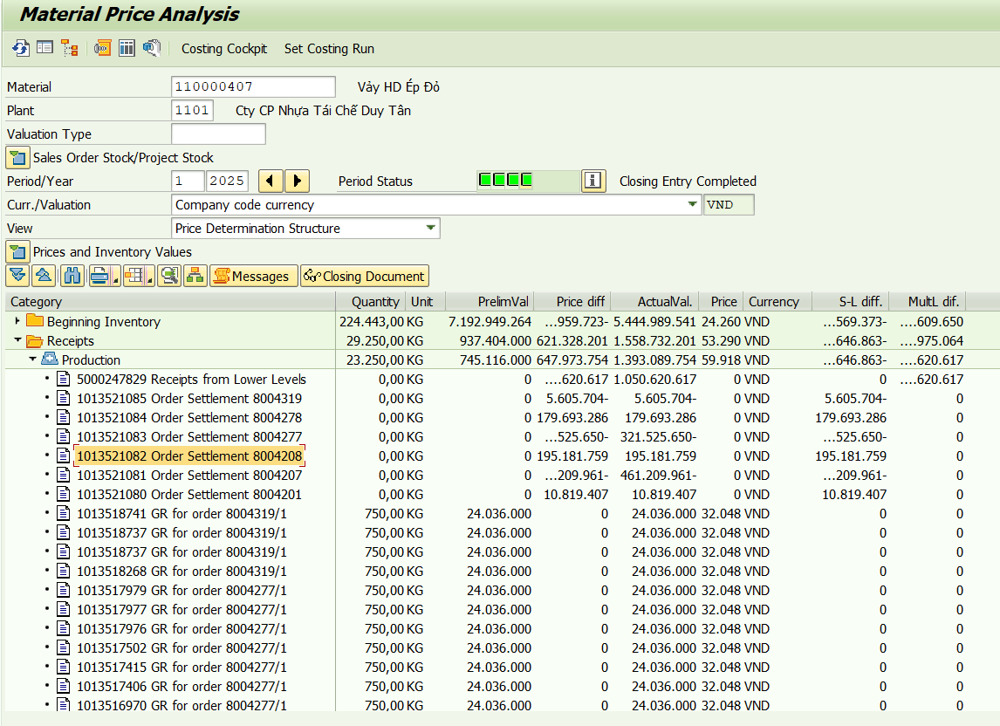 Material Price Analysis
Costing Cockpit Set Costing Run
Material 110000407 Vảy HD Ép Đỏ
Plant 1101 Cty CP Nhựa Tái Chế Duy Tân
Valuation Type
Sales Order Stock/Project Stock
Period/Year 1 2025 Period Status Closing Entry Completed
Curr./Valuation Company code currency VND
View Price Determination Structure
Prices and Inventory Values
Messages Closing Document
Category Quantity Unit PrelimVal Price diff ActualVal. Price Currency S-L diff. MultL dif.
Beginning Inventory 224.443,00 KG 7.192.949.264 ...959.723- 5.444.989.541 24.260 VND ...569.373- ....609.650
Receipts 29.250,00 KG 937.404.000 621.328.201 1.558.732.201 53.290 VND ...646.863- ....975.064
Production 23.250,00 KG 745.116.000 647.973.754 1.393.089.754 59.918 VND ...646.863- ....620.617
5000247829 Receipts from Lower Levels 0,00 KG 0 ....620.617 1.050.620.617 0 VND 0 ....620.617
1013521085 Order Settlement 8004319 0,00 KG 0 5.605.704- 5.605.704- 0 VND 5.605.704- 0
1013521084 Order Settlement 8004278 0,00 KG 0 179.693.286 179.693.286 0 VND 179.693.286 0
1013521083 Order Settlement 8004277 0,00 KG 0 ...525.650- 321.525.650- 0 VND ...525.650- 0
1013521082 Order Settlement 8004208 0,00 KG 0 195.181.759 195.181.759 0 VND 195.181.759 0
1013521081 Order Settlement 8004207 0,00 KG 0 ...209.961- 461.209.961- 0 VND ...209.961- 0
1013521080 Order Settlement 8004201 0,00 KG 0 10.819.407 10.819.407 0 VND 10.819.407 0
1013518741 GR for order 8004319/1 750,00 KG 24.036.000 0 24.036.000 32.048 VND 0 0
1013518737 GR for order 8004319/1 750,00 KG 24.036.000 0 24.036.000 32.048 VND 0 0
1013518737 GR for order 8004319/1 750,00 KG 24.036.000 0 24.036.000 32.048 VND 0 0
1013518268 GR for order 8004319/1 750,00 KG 24.036.000 0 24.036.000 32.048 VND 0 0
1013517979 GR for order 8004277/1 750,00 KG 24.036.000 0 24.036.000 32.048 VND 0 0
1013517977 GR for order 8004277/1 750,00 KG 24.036.000 0 24.036.000 32.048 VND 0 0
1013517976 GR for order 8004277/1 750,00 KG 24.036.000 0 24.036.000 32.048 VND 0 0
1013517502 GR for order 8004277/1 750,00 KG 24.036.000 0 24.036.000 32.048 VND 0 0
1013517415 GR for order 8004277/1 750,00 KG 24.036.000 0 24.036.000 32.048 VND 0 0
1013517406 GR for order 8004277/1 750,00 KG 24.036.000 0 24.036.000 32.048 VND 0 0
1013516970 GR for order 8004277/1 750,00 KG 24.036.000 0 24.036.000 32.048 VND 0 0